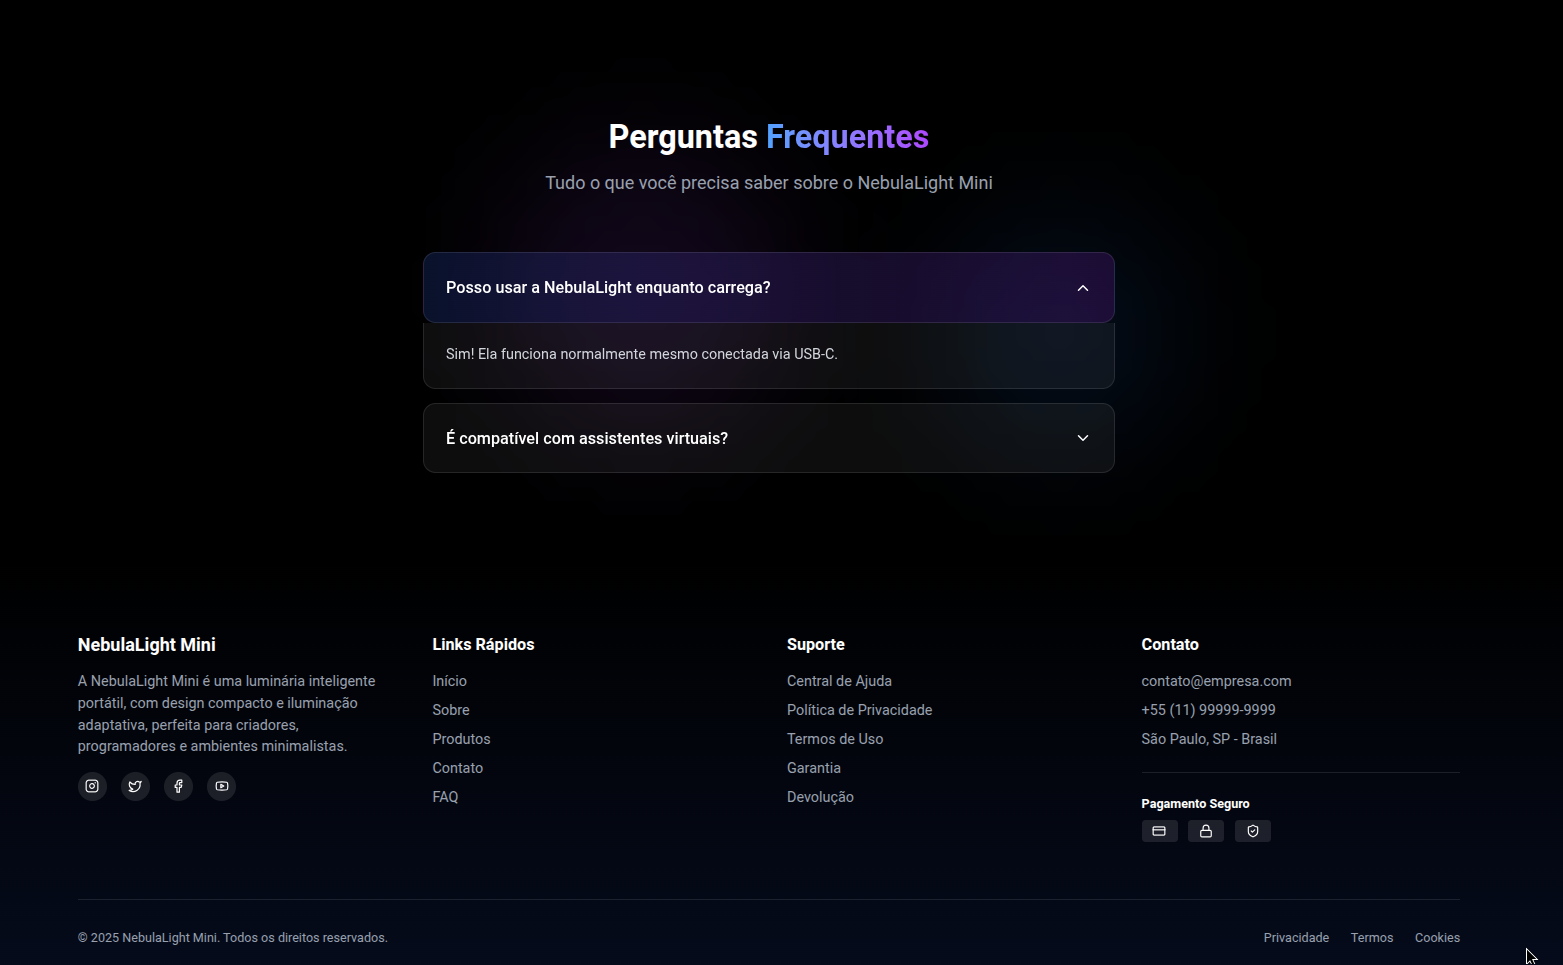 Perguntas Frequentes
Tudo o que você precisa saber sobre o NebulaLight Mini
Posso usar a NebulaLight enquanto carrega?
Sim! Ela funciona normalmente mesmo conectada via USB-C.
É compatível com assistentes virtuais?
NebulaLight Mini
A NebulaLight Mini é uma luminária inteligente
portátil, com design compacto e iluminação
adaptativa, perfeita para criadores,
programadores e ambientes minimalistas.
Links Rápidos
Início
Sobre
Produtos
Contato
FAQ
Suporte
Central de Ajuda
Política de Privacidade
Termos de Uso
Garantia
Devolução
Contato
contato@empresa.com
+55 (11) 99999-9999
São Paulo, SP - Brasil
Pagamento Seguro
© 2025 NebulaLight Mini. Todos os direitos reservados.
Privacidade
Termos
Cookies